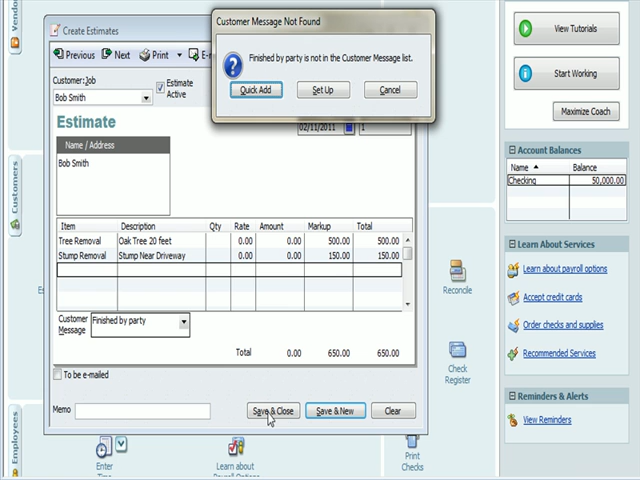 Vendor
Customers
Employees
Create Estimates
Previous Next Print E-
Customer:Job
Bob Smith
Estimate
Active
Customer Message Not Found
Finished by party is not in the Customer Message list.
Quick Add Set Up Cancel
Estimate
02/11/2011 1
Name / Address
Bob Smith
Item Description Qty Rate Amount Markup Total
Tree Removal Oak Tree 20 feet 0.00 0.00 500.00 500.00
Stump Removal Stump Near Driveway 0.00 0.00 150.00 150.00
Customer
Message
Finished by party
Total 0.00 650.00 650.00
To be e-mailed
Memo
Save & Close Save & New Clear
Enter
Time
Learn about
Payroll Options
Print
Checks
Reconcile
Check
Register
View Tutorials
Start Working
Maximize Coach
Account Balances
Name Balance
Checking 50,000.00
Learn About Services
Learn about payroll options
Accept credit cards
Order checks and supplies
Recommended Services
Reminders & Alerts
View Reminders